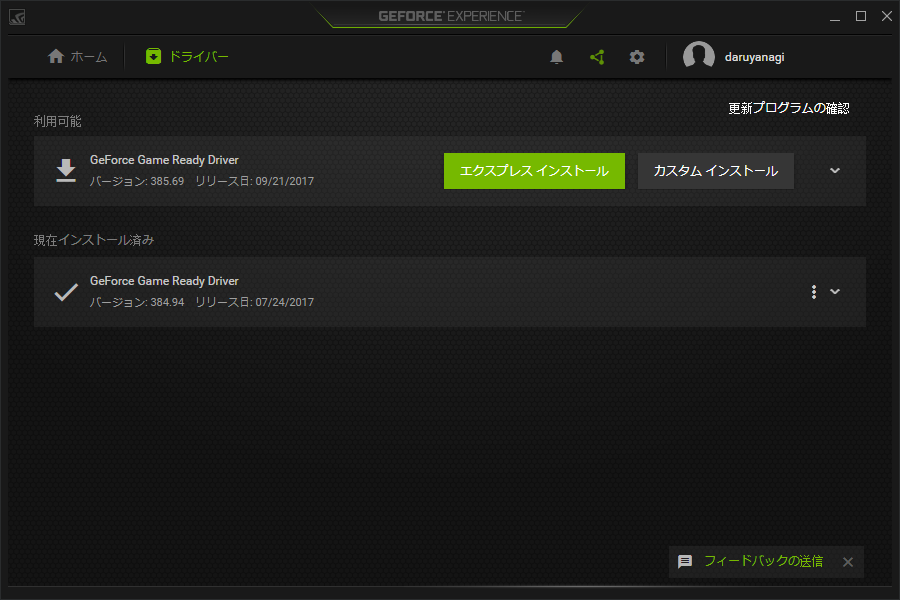 GEFORCE® EXPERIENCE™
ホーム ドライバー daruyanagi
更新プログラムの確認
利用可能
GeForce Game Ready Driver
バージョン: 385.69 リリース日: 09/21/2017
エクスプレス インストール カスタム インストール
現在インストール済み
GeForce Game Ready Driver
バージョン: 384.94 リリース日: 07/24/2017
フィードバックの送信